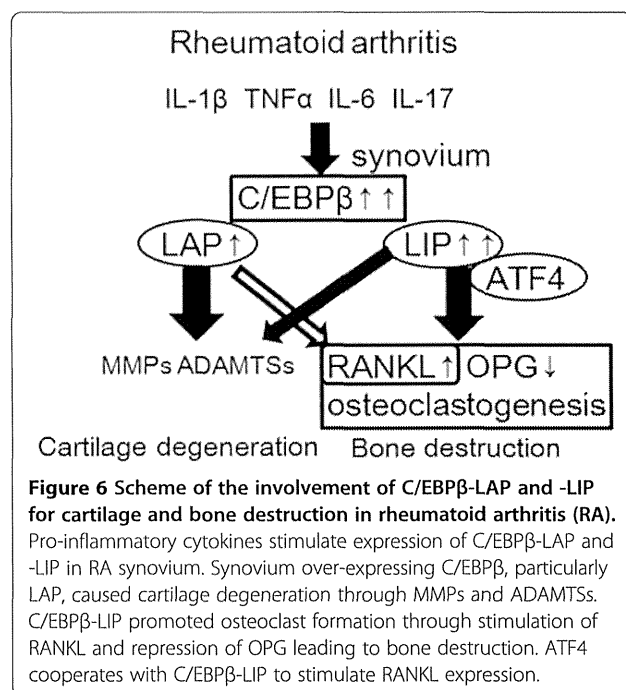 Rheumatoid arthritis
IL-1β TNFα IL-6 IL-17
synovium
C/EBPβ↑↑
LAP↑ LIP↑↑
ATF4
MMPs ADAMTSs RANKL↑ OPG↓
osteoclastogenesis
Cartilage degeneration Bone destruction
Figure 6 Scheme of the involvement of C/EBPβ-LAP and -LIP
for cartilage and bone destruction in rheumatoid arthritis (RA).
Pro-inflammatory cytokines stimulate expression of C/EBPβ-LAP and
-LIP in RA synovium. Synovium over-expressing C/EBPβ, particularly
LAP, caused cartilage degeneration through MMPs and ADAMTSs.
C/EBPβ-LIP promoted osteoclast formation through stimulation of
RANKL and repression of OPG leading to bone destruction. ATF4
cooperates with C/EBPβ-LIP to stimulate RANKL expression.